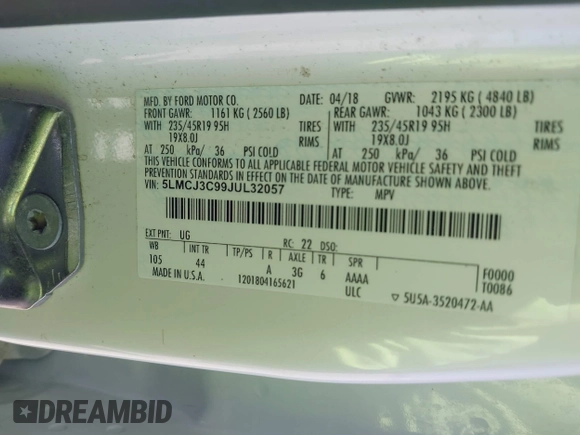 MFD. BY FORD MOTOR CO. 04/18 GVWR: 2195 KG ( 4840 LB)
FRONT GAWR: 1161 KG ( 2560 LB) REAR GAWR: 1043 KG ( 2300 LB)
WITH 235/45R19 95H TIRES WITH 235/45R19 95H TIRES
19X8.0J RIMS 19X8.0J RIMS
AT 250 kPa/ 36 PSI COLD AT 250 kPa/ 36 PSI COLD
THIS VEHICLE CONFORMS TO ALL APPLICABLE FEDERAL MOTOR VEHICLE SAFETY AND THEFT
PREVENTION STANDARDS IN EFFECT ON THE DATE OF MANUFACTURE SHOWN ABOVE.
VIN: 5LMCJ3C99JUL32057 TYPE: MPV
EXT PNT: UG RC: 22 DSO:
WB INT TR TP/PS R AXLE TR SPR
105 44 A 3G 6 AAAA F0000
MADE IN U.S.A. 1201804165621 ULC T0086
▽ 5U5A-3520472-AA
DREAMBID